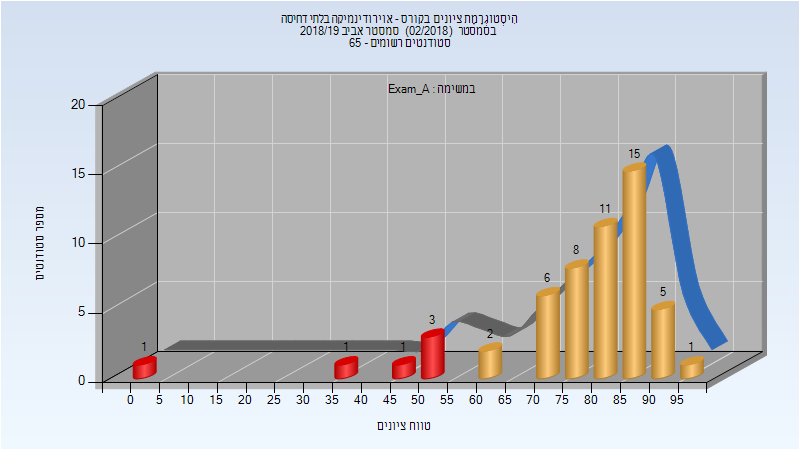 היסטוגרמת ציונים בקורס - אוירודינמיקה בלתי דחיסה
בסמסטר (02/2018) סמסטר אביב 2018/19
סטודנטים רשומים - 65
במשימה : Exam_A
20
15
10
5
0
מספר סטודנטים
1
1
1
3
2
6
8
11
15
5
1
0 5 10 15 20 25 30 35 40 45 50 55 60 65 70 75 80 85 90 95
טווח ציונים